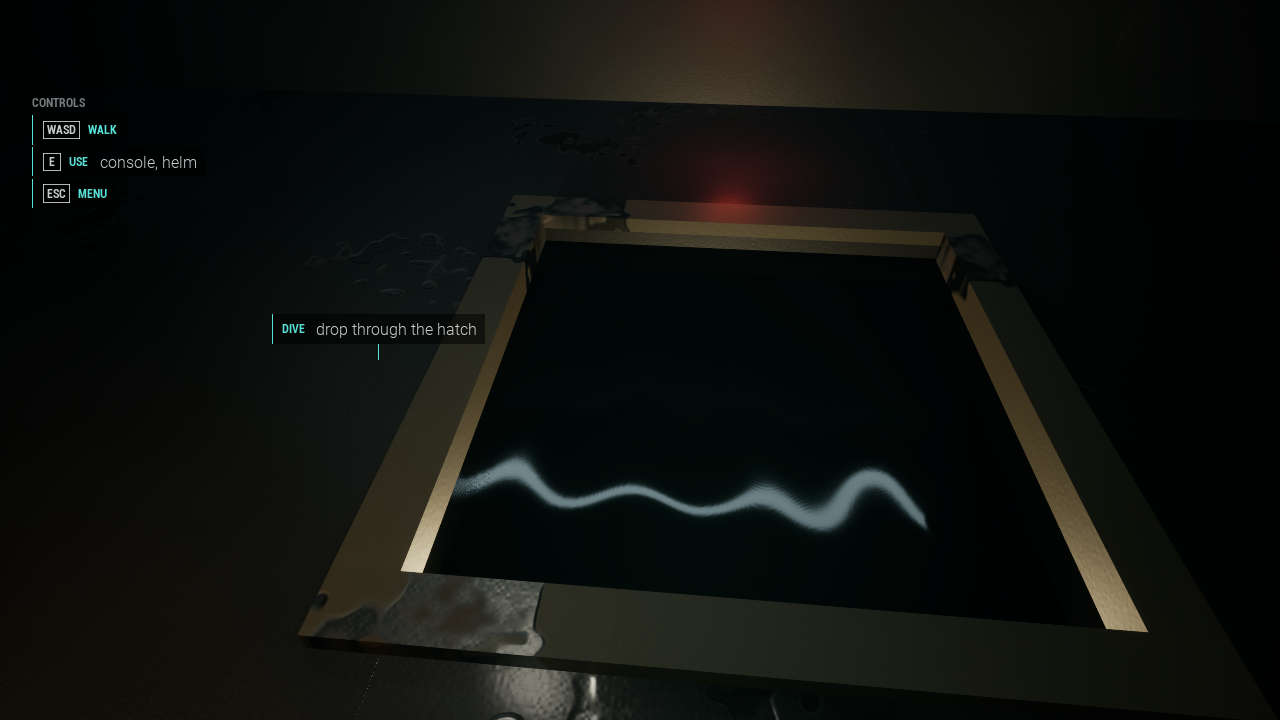 CONTROLS
WASD WALK
E USE console, helm
ESC MENU
DIVE drop through the hatch